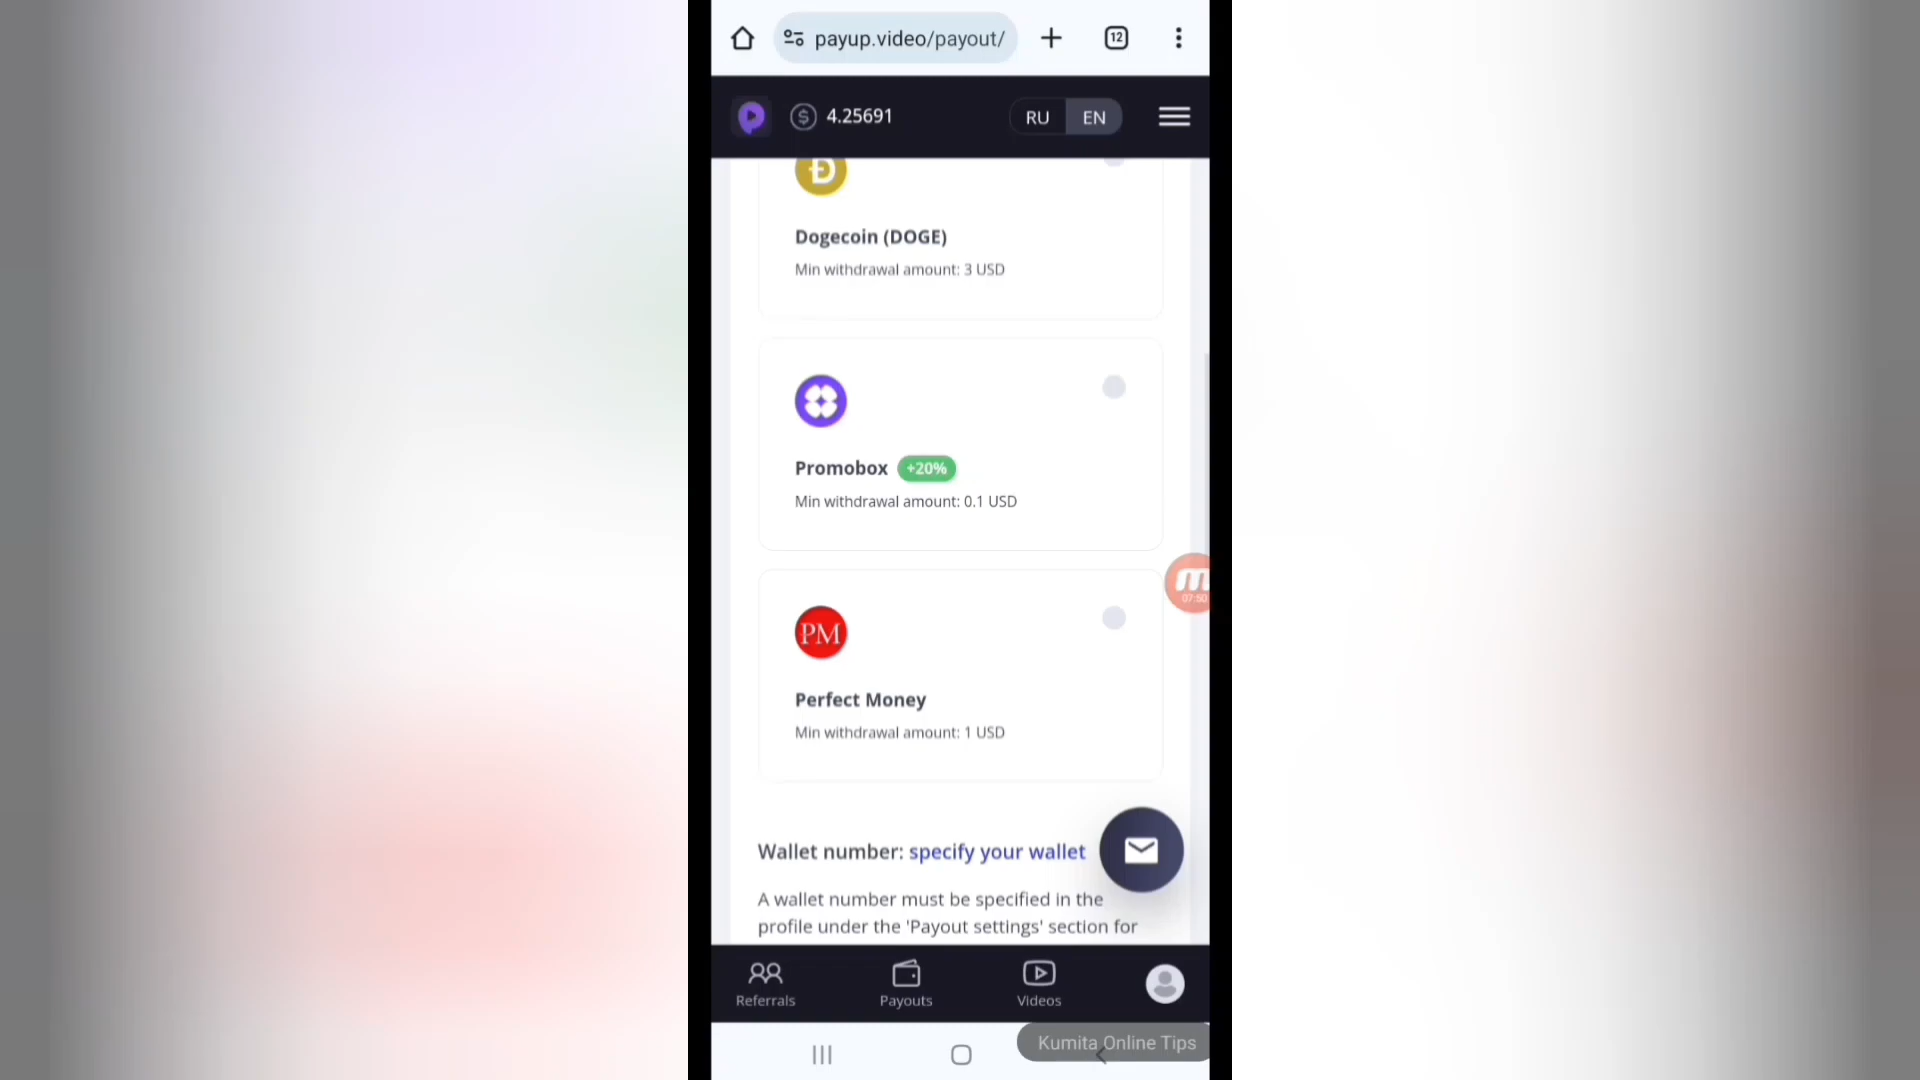 payup.video/payout/
12
4.25691
RU EN
Dogecoin (DOGE)
Min withdrawal amount: 3 USD
Promobox +20%
Min withdrawal amount: 0.1 USD
07:50
PM
Perfect Money
Min withdrawal amount: 1 USD
Wallet number: specify your wallet
A wallet number must be specified in the
profile under the 'Payout settings' section for
Referrals Payouts Videos
Kumita Online Tips